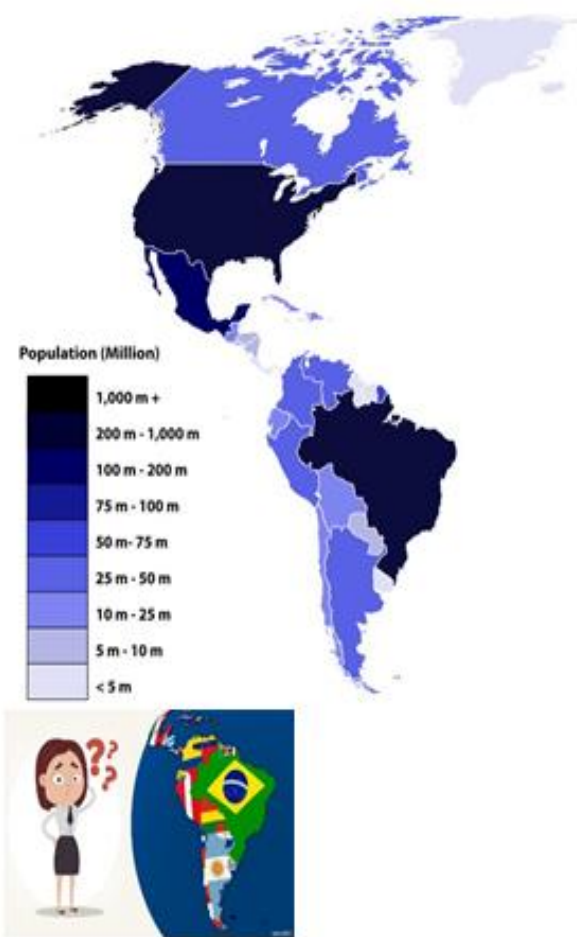 Population (Million)
1,000 m +
200 m - 1,000 m
100 m - 200 m
75 m - 100 m
50 m- 75 m
25 m - 50 m
10 m - 25 m
5 m - 10 m
< 5 m
???